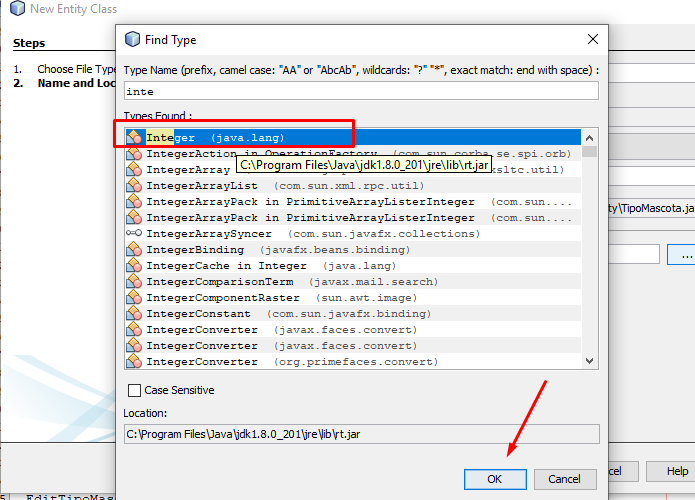 New Entity Class
Steps
1. Choose File Type
2. Name and Loc
Find Type
Type Name (prefix, camel case: "AA" or "AbcAb", wildcards: "?" "*", exact match: end with space) :
inte
Types Found :
Integer (java.lang)
IntegerAction in OperationFactory (com.sun.corba.se.spi.orb)
C:\Program Files\Java\jdk1.8.0_201\jre\lib\rt.jar
IntegerArray xsltc.util)
IntegerArrayList (com.sun.xml.rpc.util)
IntegerArrayPack in PrimitiveArrayListerInteger (com.sun....
IntegerArrayPack in PrimitiveArrayListerInteger (com.sun....
IntegerArraySyncer (com.sun.javafx.collections)
IntegerBinding (javafx.beans.binding)
IntegerCache in Integer (java.lang)
IntegerComparisonTerm (javax.mail.search)
IntegerComponentRaster (sun.awt.image)
IntegerConstant (com.sun.javafx.binding)
IntegerConverter (javax.faces.convert)
IntegerConverter (javax.faces.convert)
IntegerConverter (org.primefaces.convert)
ty\TipoMascota.ja
...
Case Sensitive
Location:
C:\Program Files\Java\jdk1.8.0_201\jre\lib\rt.jar
OK Cancel
cel Help
EditTipoMas